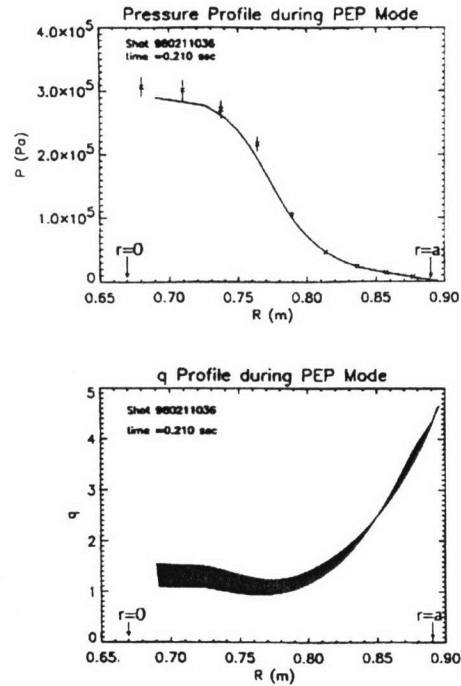 Pressure Profile during PEP Mode
4.0×10⁵
Shot 960211036
time =0.210 sec
3.0×10⁵
P (Pa)
2.0×10⁵
1.0×10⁵
r=0
r=a
0
0.65
0.70
0.75
0.80
0.85
0.90
R (m)
q Profile during PEP Mode
5
Shot 960211036
time =0.210 sec
4
3
q
2
1
r=0
r=a
0
0.65.
0.70
0.75
0.80
0.85
0.90
R (m)